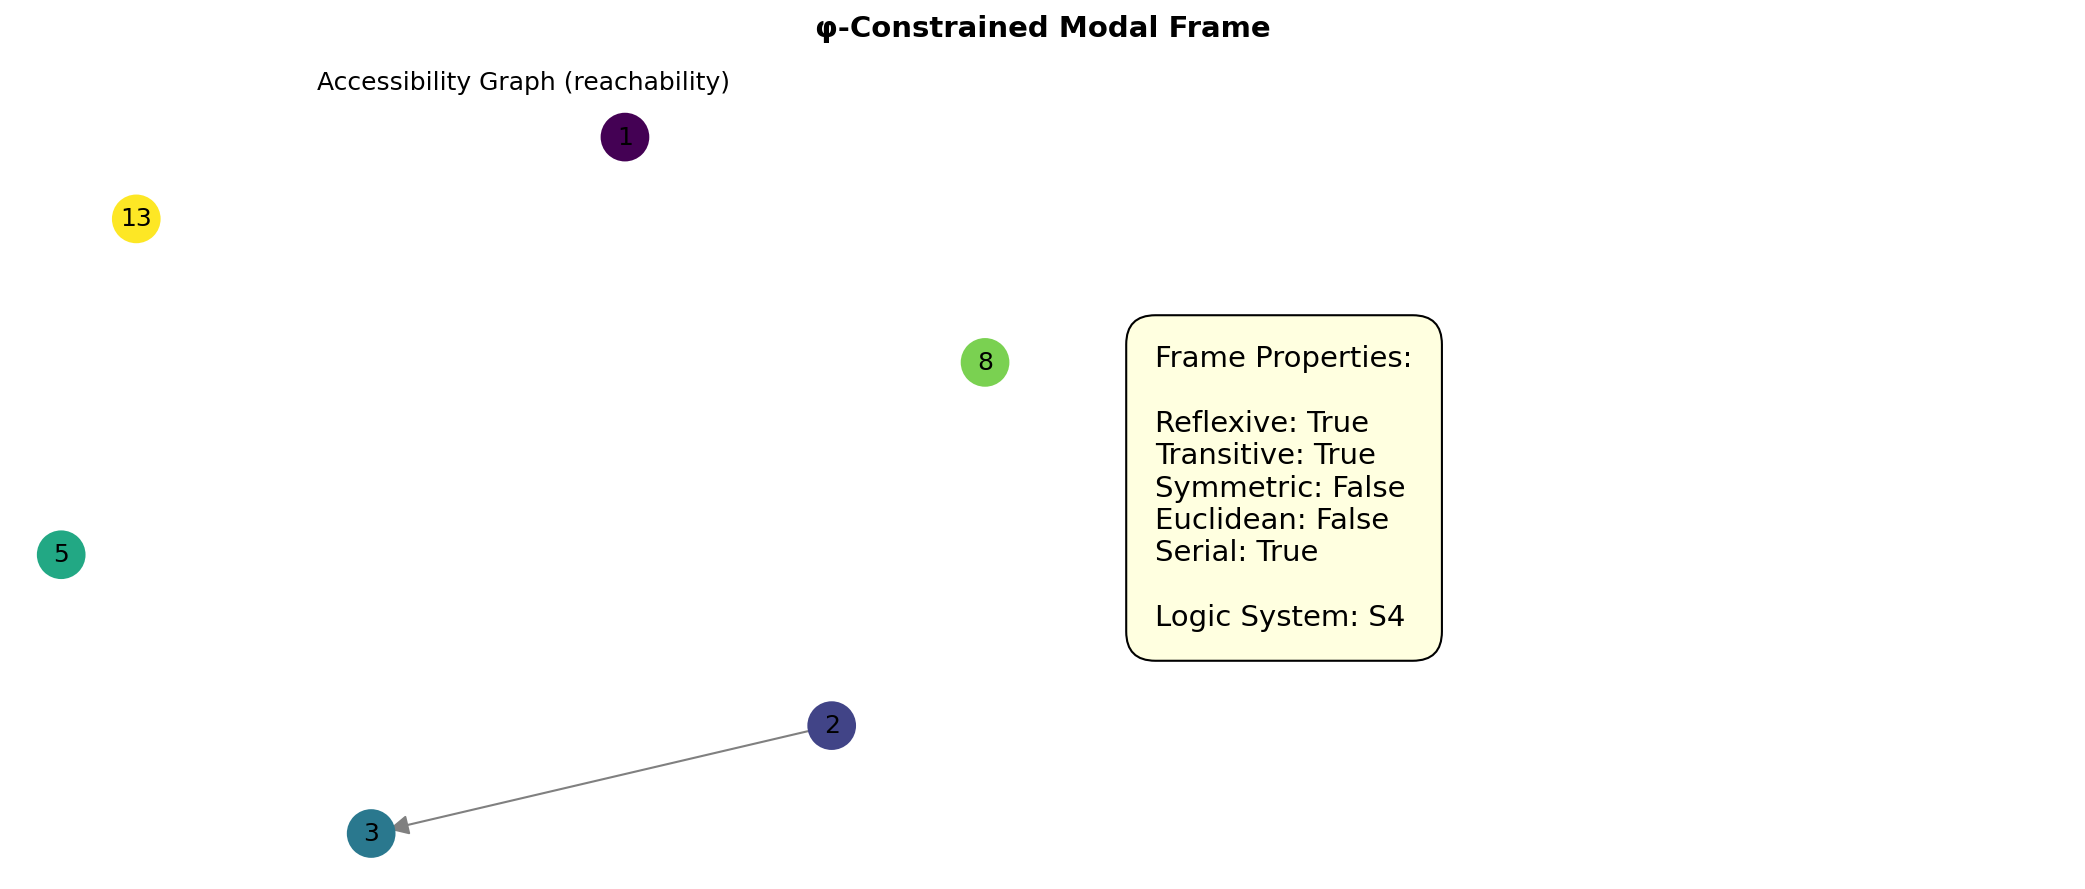 φ-Constrained Modal Frame
Accessibility Graph (reachability)
1
13
8
5
2
3
Frame Properties:
Reflexive: True
Transitive: True
Symmetric: False
Euclidean: False
Serial: True
Logic System: S4